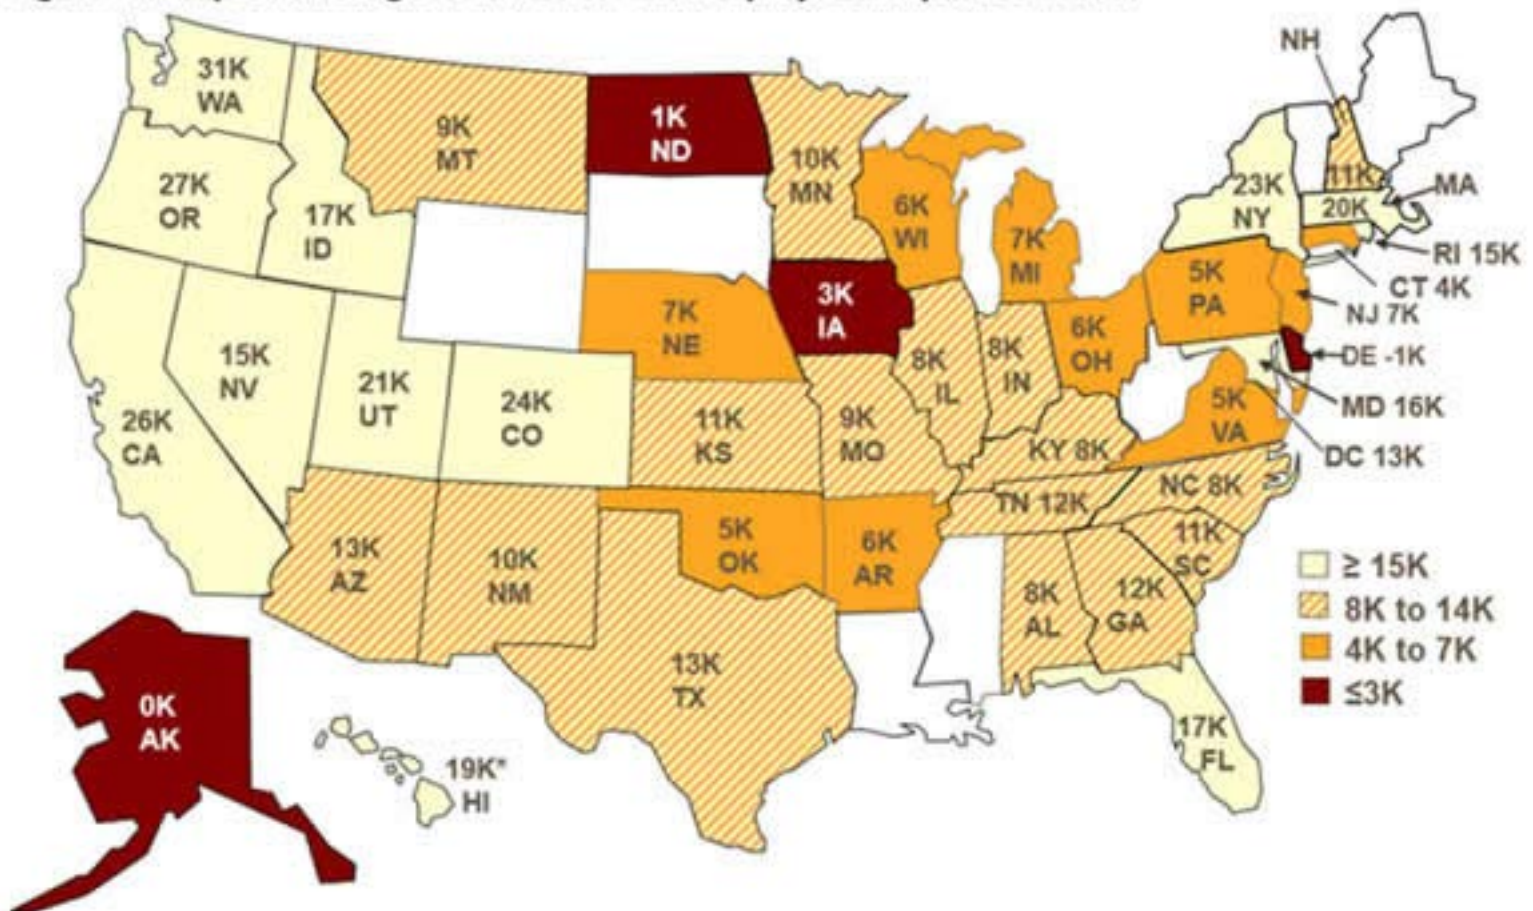 NH
31K
WA
9K
MT
1K
ND
10K
MN
27K
OR
17K
ID
6K
WI
7K
MI
23K
NY
11K
MA
20K
RI 15K
CT 4K
NJ 7K
5K
PA
3K
IA
7K
NE
6K
OH
DE -1K
15K
NV
21K
UT
24K
CO
8K
IL
8K
IN
26K
CA
11K
KS
9K
MO
KY 8K
5K
VA
MD 16K
DC 13K
TN 12K
NC 8K
13K
AZ
10K
NM
5K
OK
6K
AR
11K
SC
8K
AL
12K
GA
≥ 15K
8K to 14K
4K to 7K
≤3K
13K
TX
0K
AK
17K
FL
19K*
HI